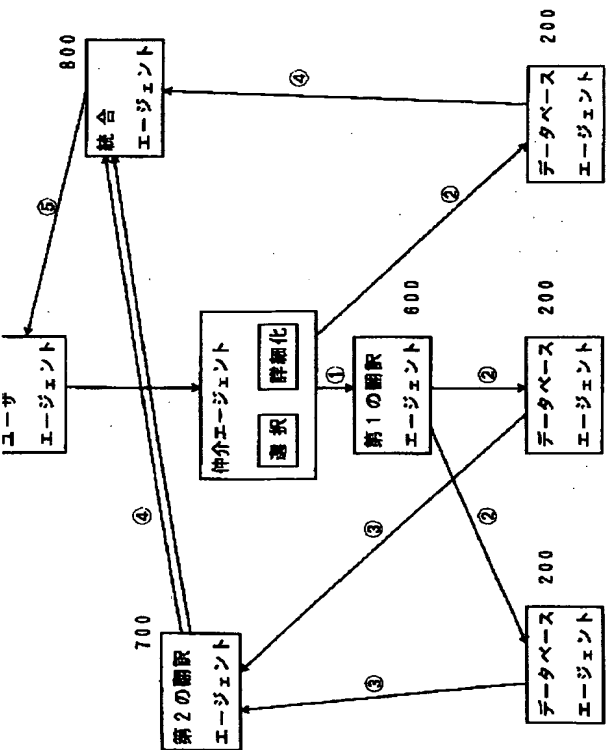 ユーザ
エージェント
⑤
800
統合
エージェント
700
④
第2の翻訳
エージェント
仲介エージェント
選択
詳細化
④
①
600
第1の翻訳
エージェント
③
③
②
②
②
200
データベース
エージェント
200
データベース
エージェント
200
データベース
エージェント